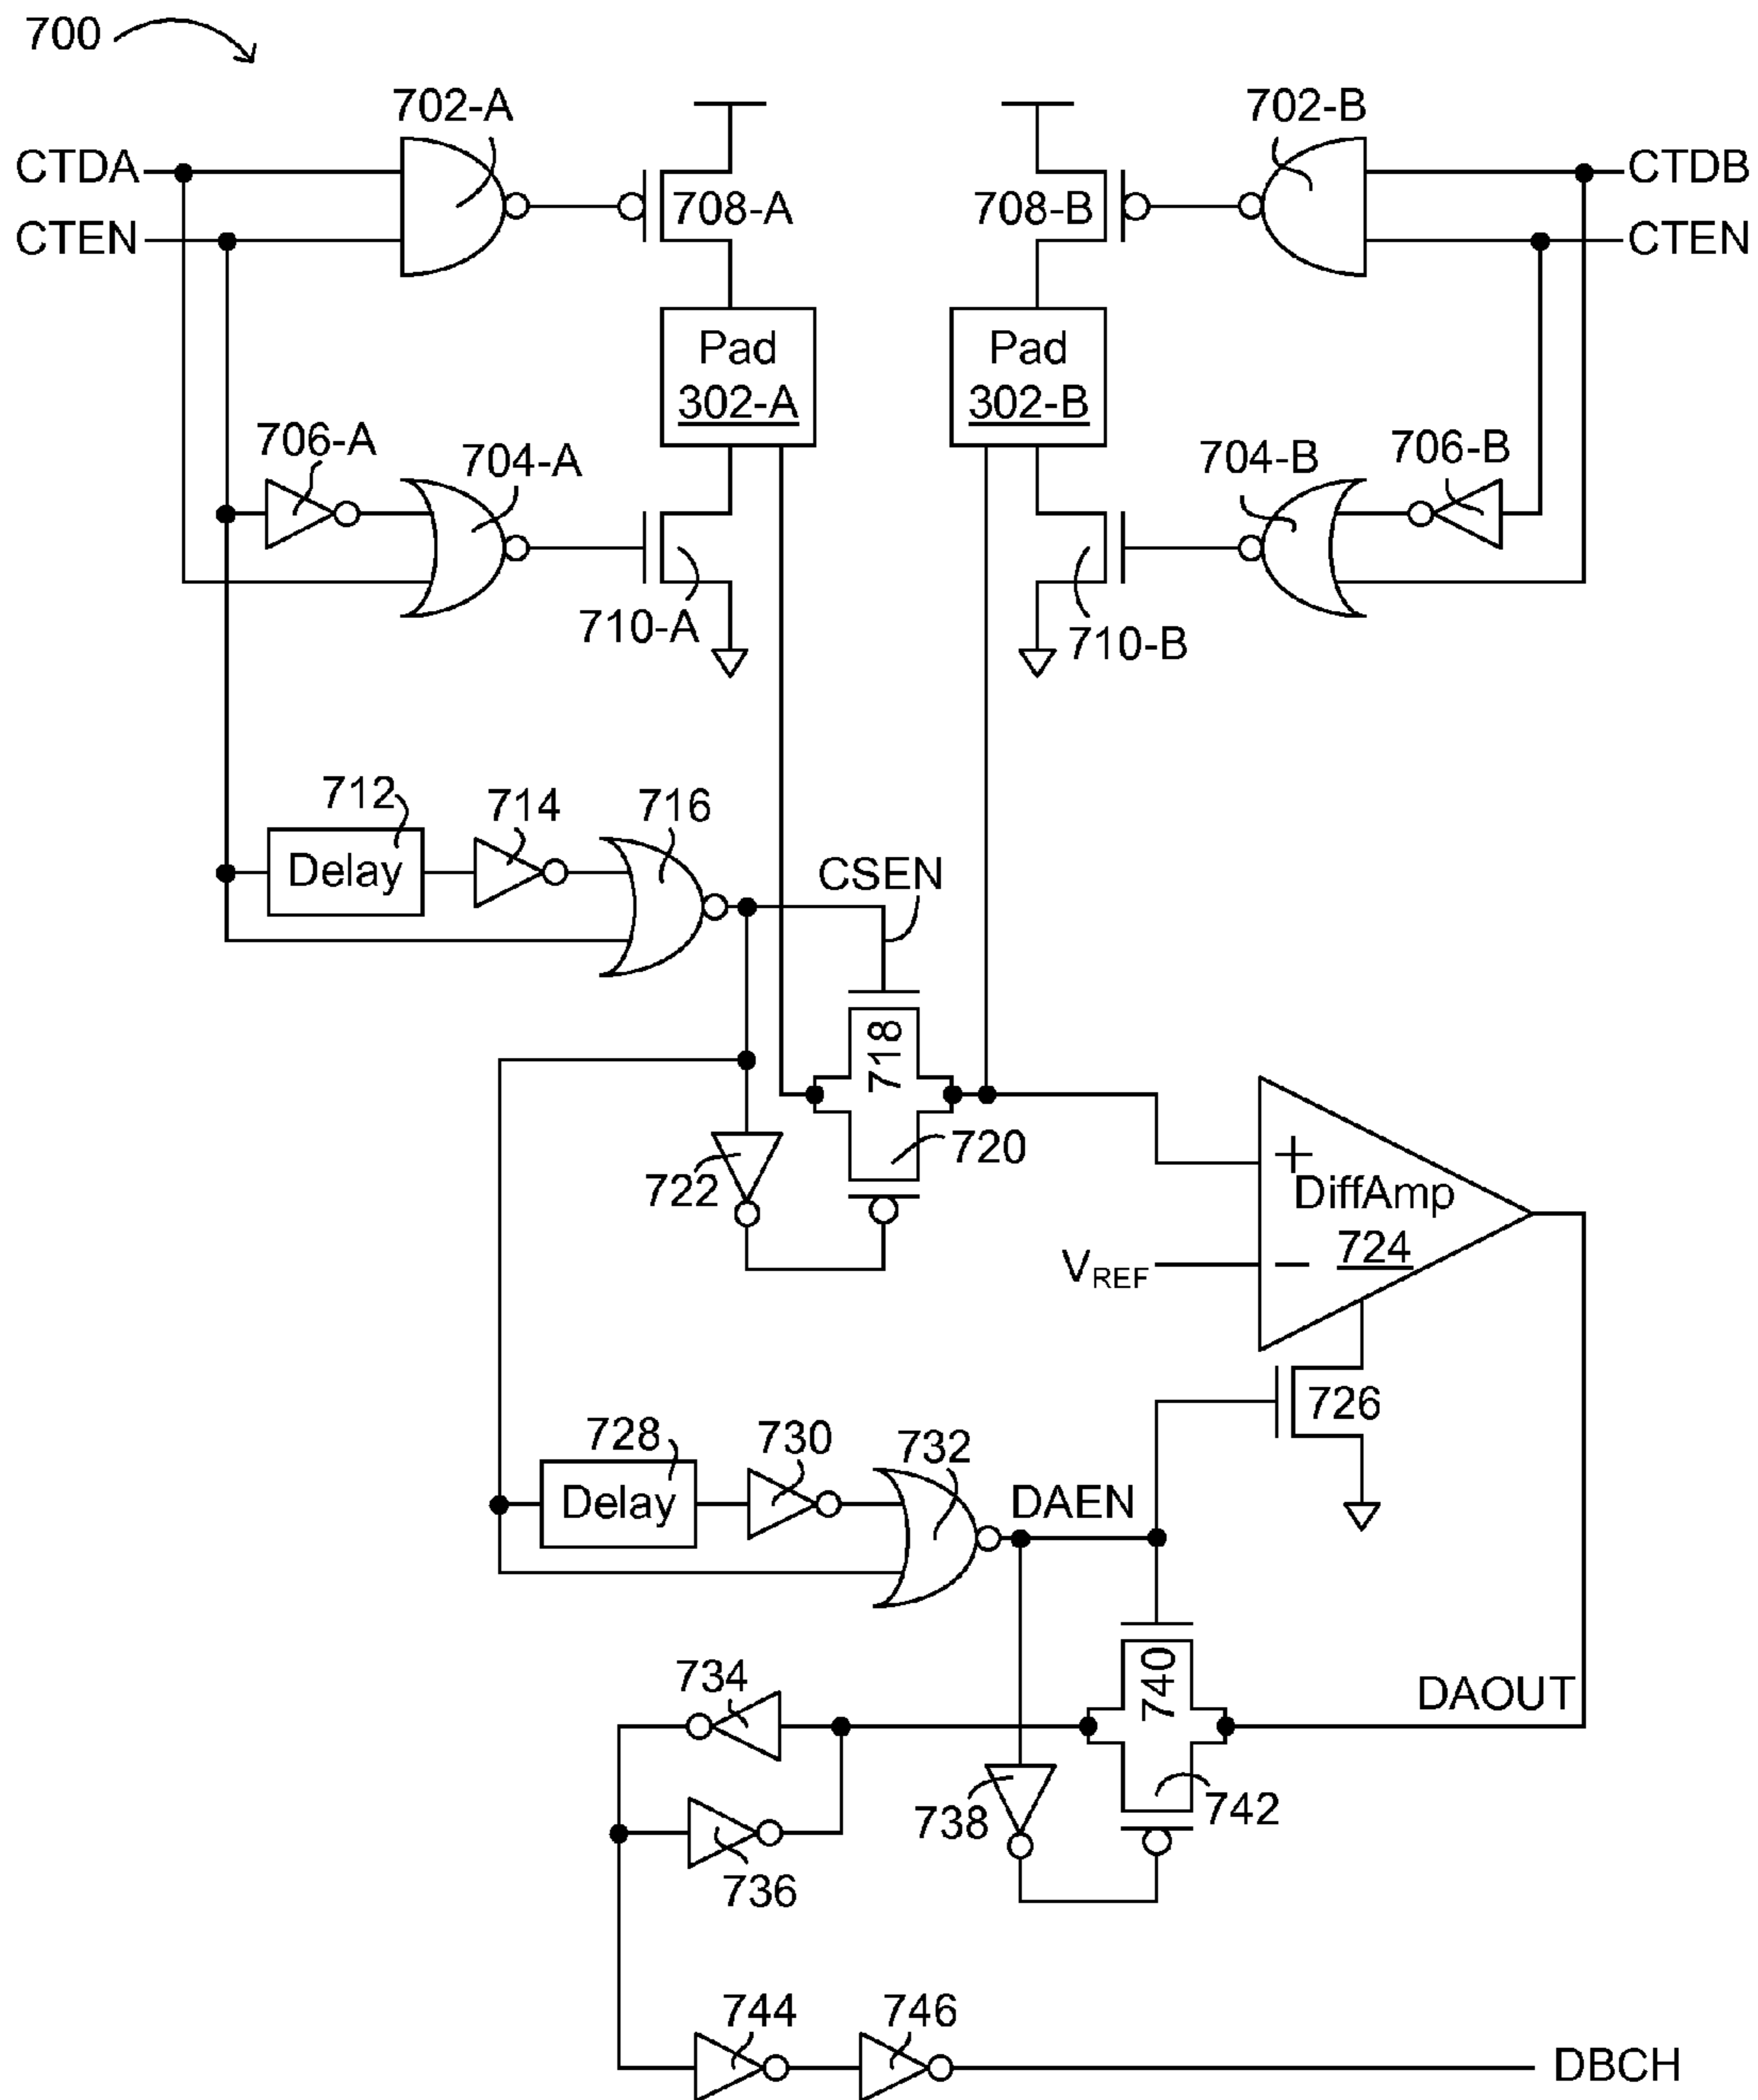 700
702-A
702-B
CTDA
CTDB
708-A
708-B
CTEN
CTEN
Pad
302-A
Pad
302-B
706-A
704-A
704-B
706-B
710-A
710-B
712
714
716
Delay
CSEN
718
720
722
+
DiffAmp
724
VREF
−
726
728
730
732
Delay
DAEN
740
734
DAOUT
738
742
736
744
746
DBCH